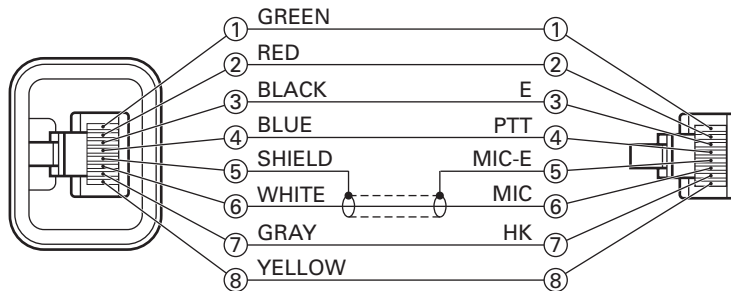 ① GREEN ①
② RED ②
③ BLACK E ③
④ BLUE PTT ④
⑤ SHIELD MIC-E ⑤
⑥ WHITE MIC ⑥
⑦ GRAY HK ⑦
⑧ YELLOW ⑧